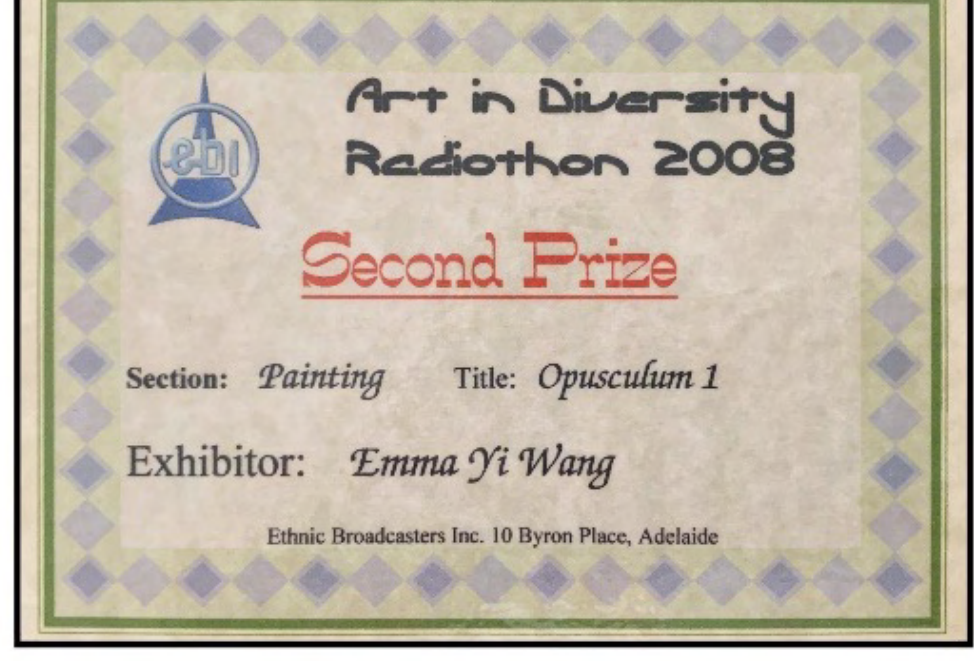 ebi
Art in Diversity
Radiothon 2008
Second Prize
Section: Painting Title: Opusculum 1
Exhibitor: Emma Yi Wang
Ethnic Broadcasters Inc. 10 Byron Place, Adelaide